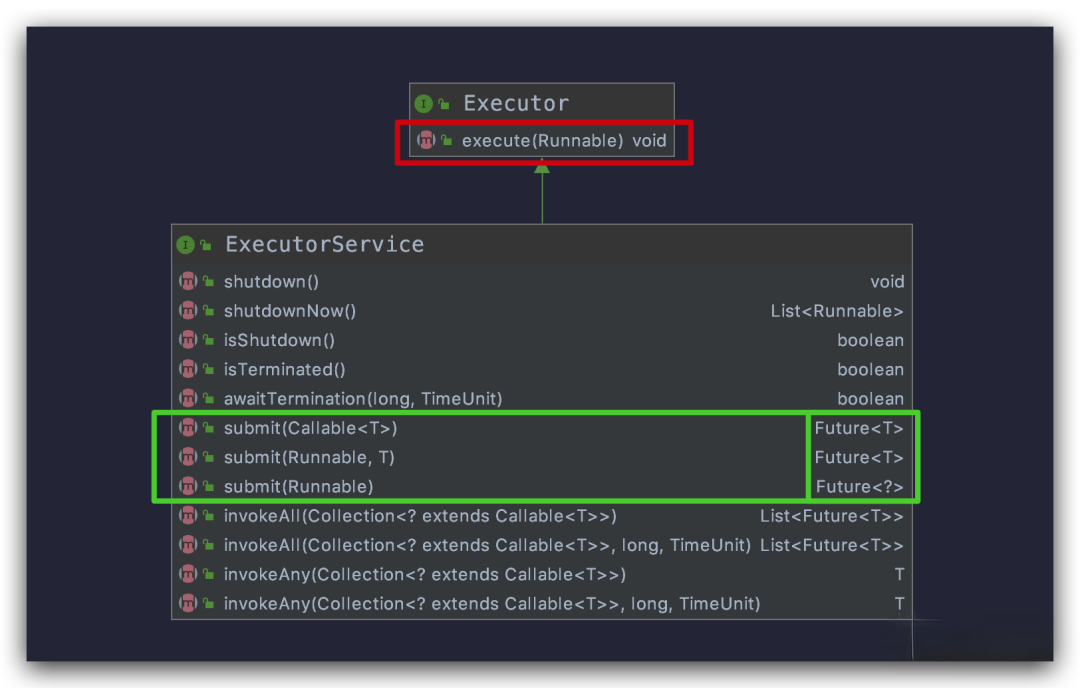 Executor
execute(Runnable) void
ExecutorService
shutdown() void
shutdownNow() List<Runnable>
isShutdown() boolean
isTerminated() boolean
awaitTermination(long, TimeUnit) boolean
submit(Callable<T>) Future<T>
submit(Runnable, T) Future<T>
submit(Runnable) Future<?>
invokeAll(Collection<? extends Callable<T>>) List<Future<T>>
invokeAll(Collection<? extends Callable<T>>, long, TimeUnit) List<Future<T>>
invokeAny(Collection<? extends Callable<T>>) T
invokeAny(Collection<? extends Callable<T>>, long, TimeUnit) T